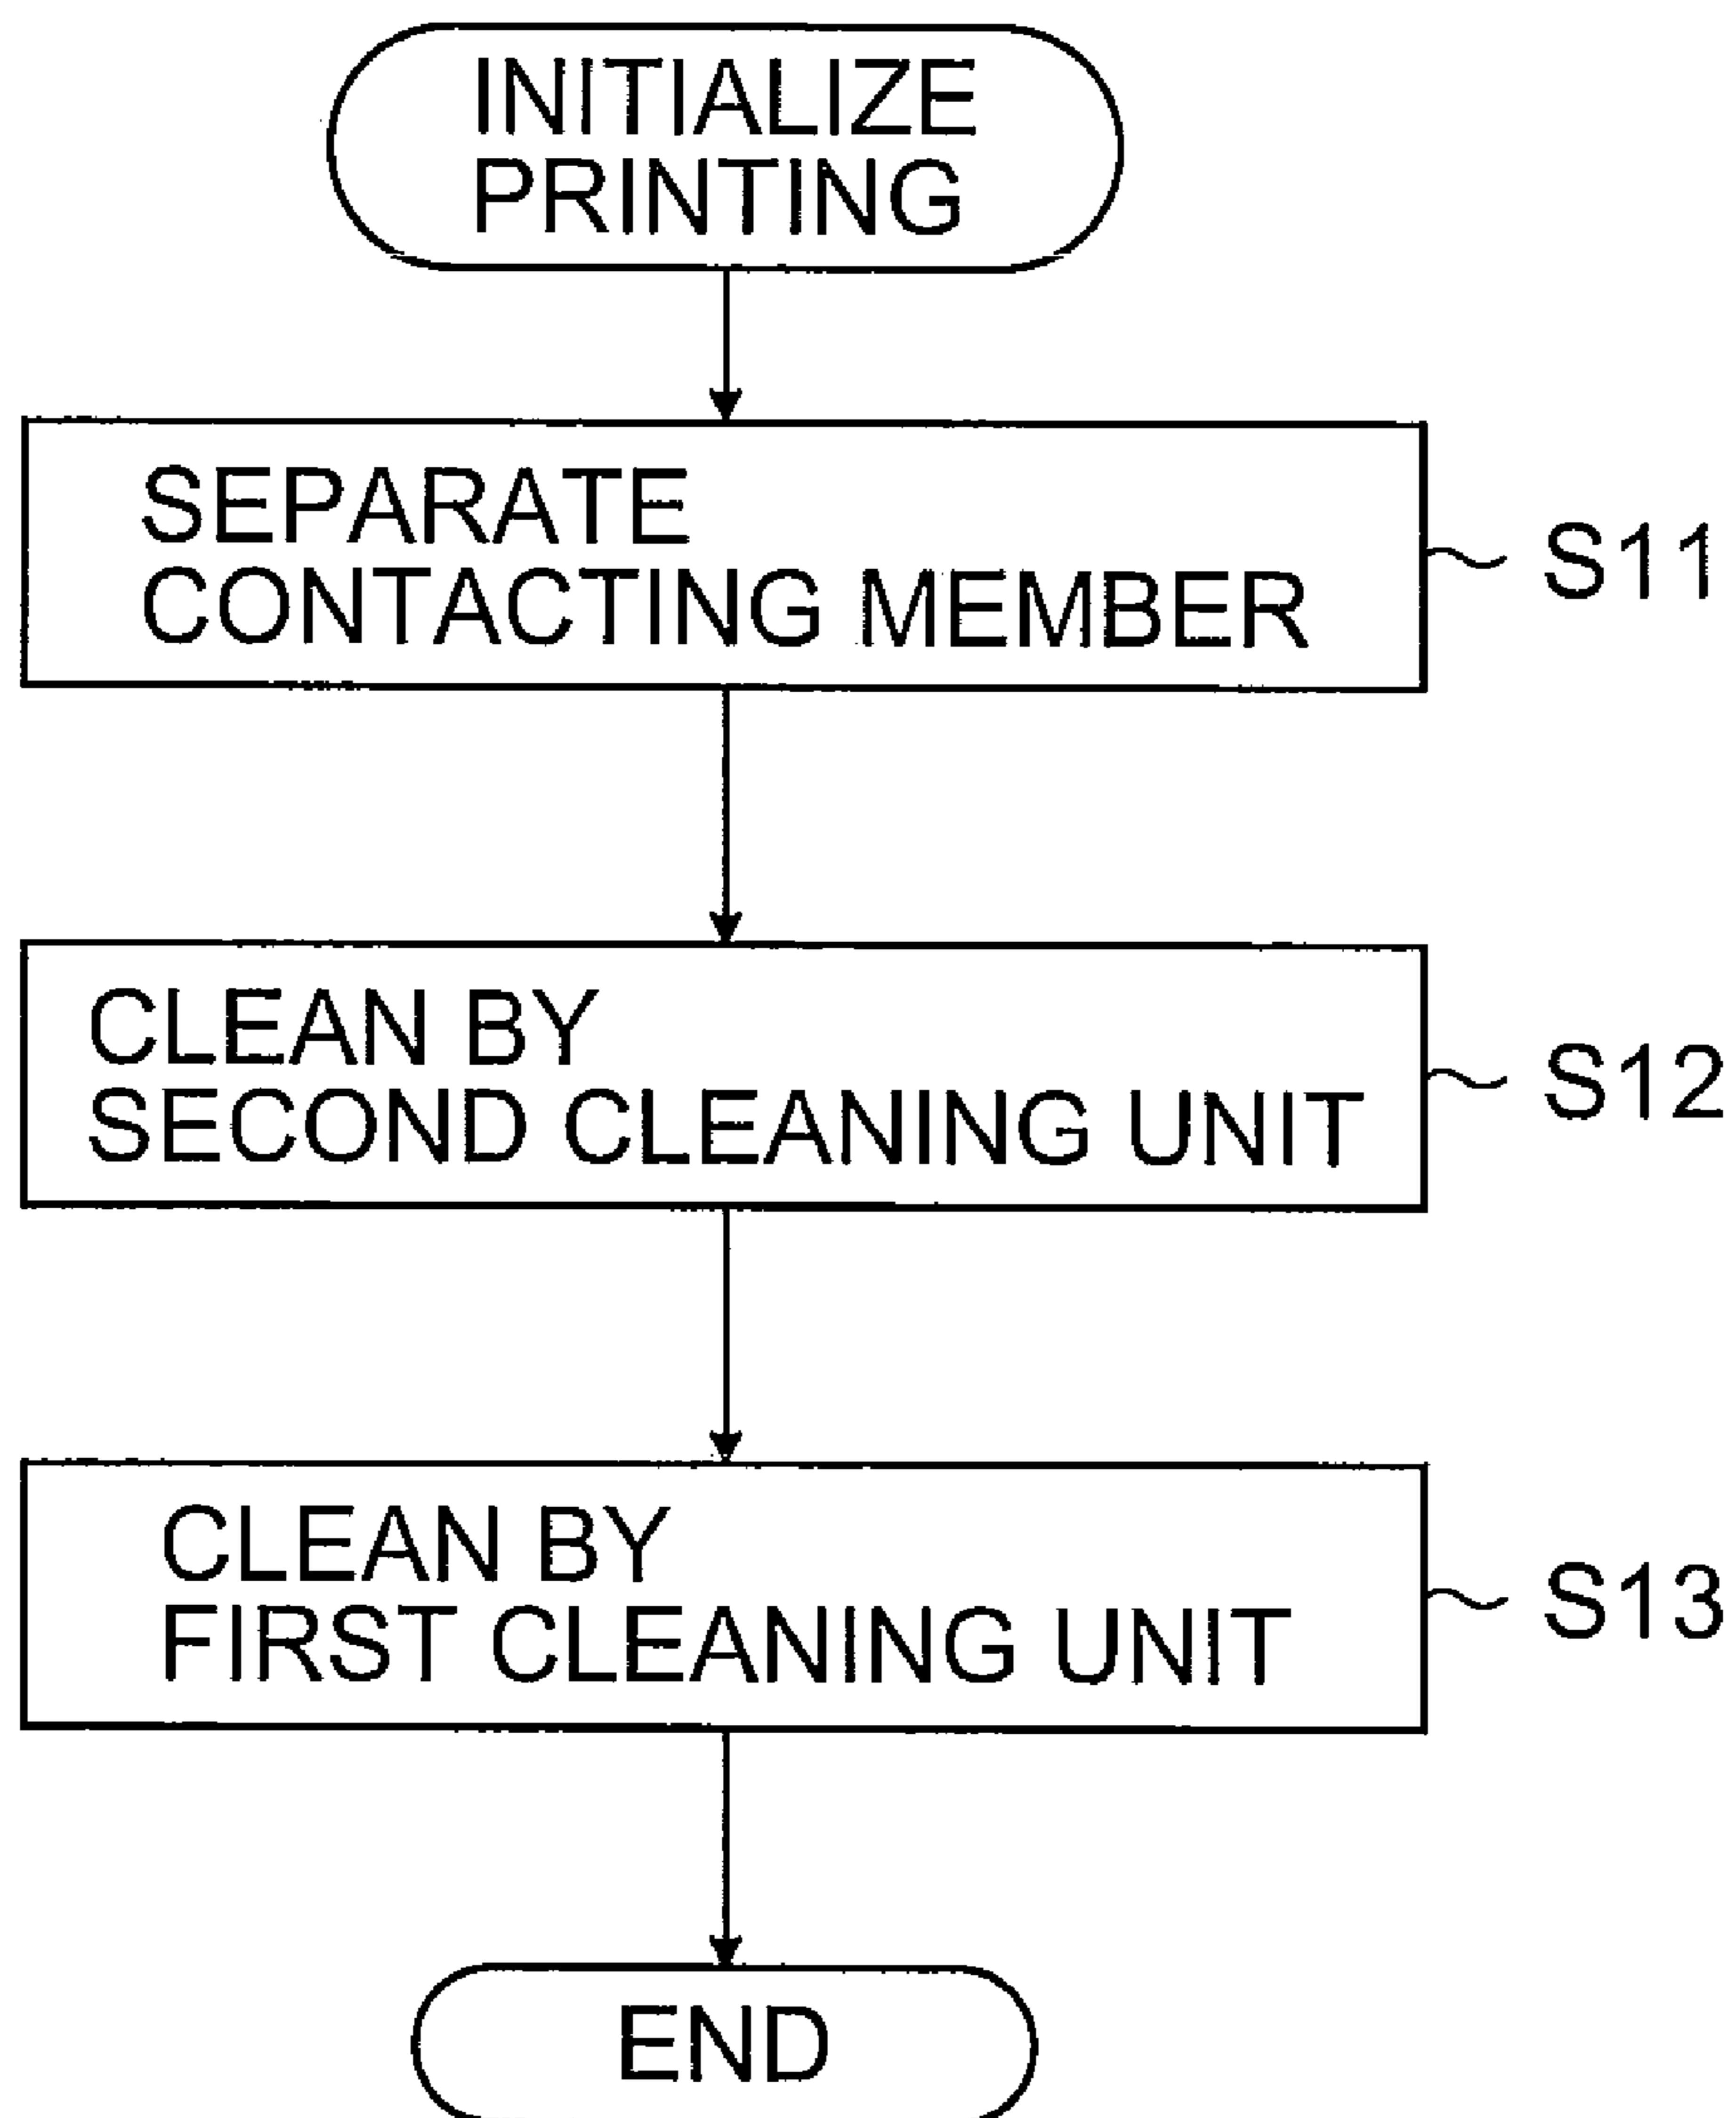 INITIALIZE
PRINTING
SEPARATE
CONTACTING MEMBER
S11
CLEAN BY
SECOND CLEANING UNIT
S12
CLEAN BY
FIRST CLEANING UNIT
S13
END